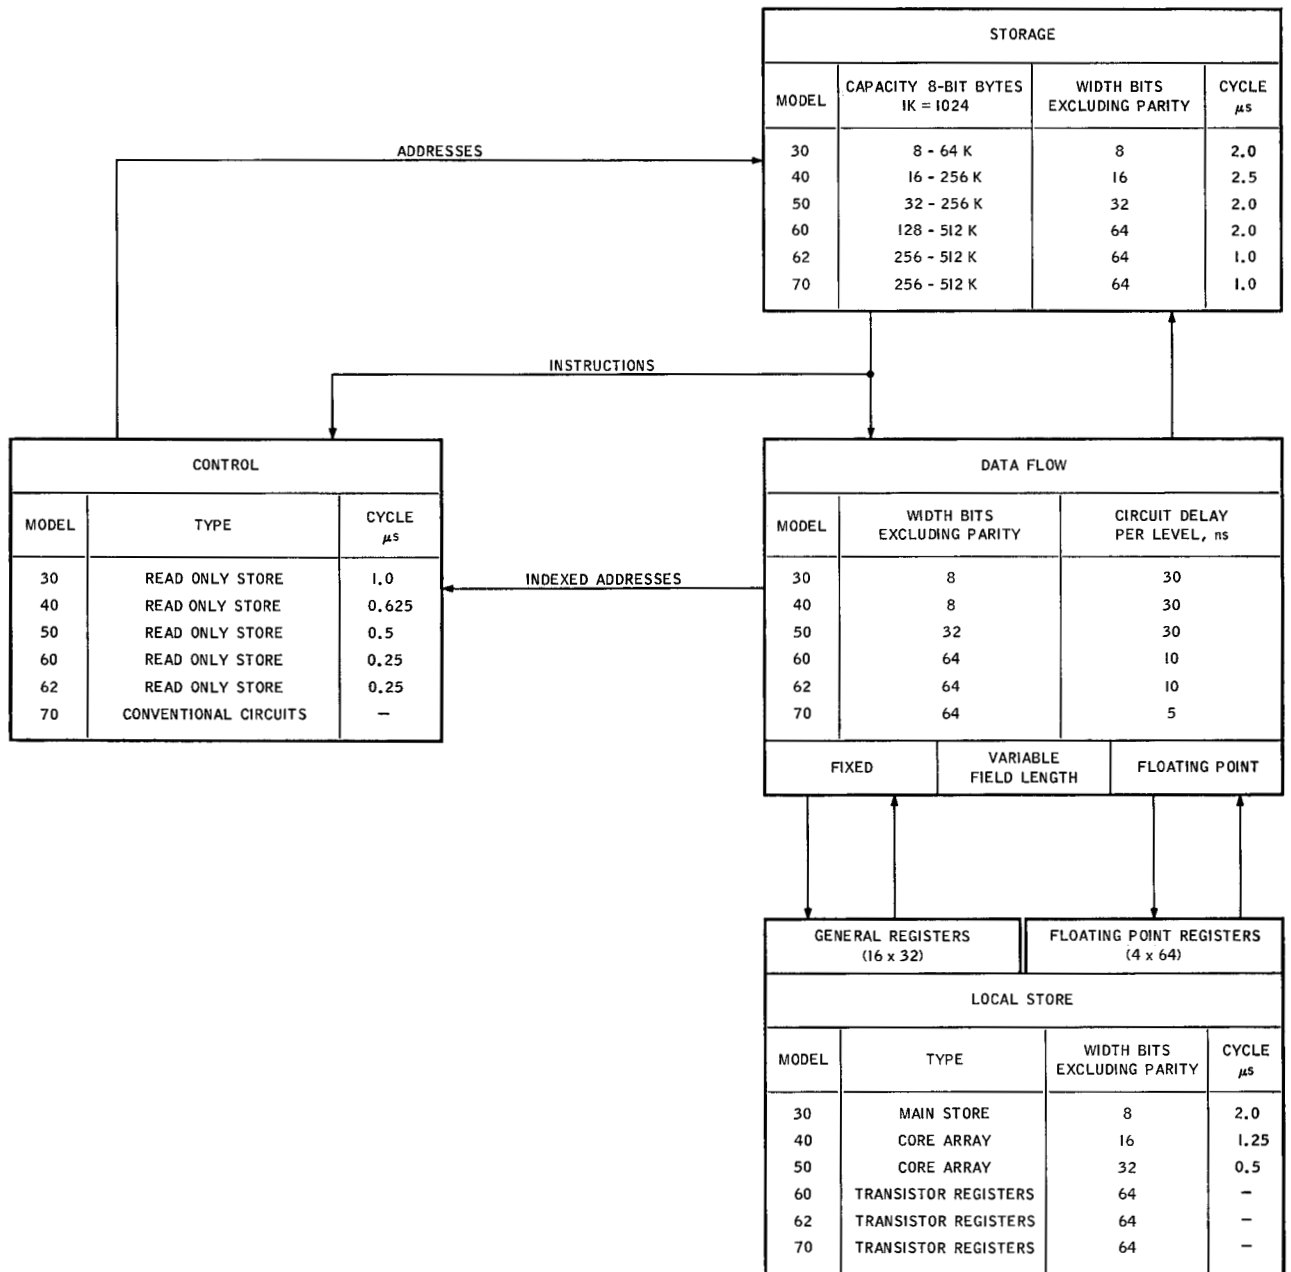 STORAGE
MODEL CAPACITY 8-BIT BYTES 1K = 1024 WIDTH BITS EXCLUDING PARITY CYCLE μs
30 8 - 64 K 8 2.0
40 16 - 256 K 16 2.5
50 32 - 256 K 32 2.0
60 128 - 512 K 64 2.0
62 256 - 512 K 64 1.0
70 256 - 512 K 64 1.0
ADDRESSES
INSTRUCTIONS
CONTROL
MODEL TYPE CYCLE μs
30 READ ONLY STORE 1.0
40 READ ONLY STORE 0.625
50 READ ONLY STORE 0.5
60 READ ONLY STORE 0.25
62 READ ONLY STORE 0.25
70 CONVENTIONAL CIRCUITS –
INDEXED ADDRESSES
DATA FLOW
MODEL WIDTH BITS EXCLUDING PARITY CIRCUIT DELAY PER LEVEL, ns
30 8 30
40 8 30
50 32 30
60 64 10
62 64 10
70 64 5
FIXED VARIABLE FIELD LENGTH FLOATING POINT
GENERAL REGISTERS (16 x 32) FLOATING POINT REGISTERS (4 x 64)
LOCAL STORE
MODEL TYPE WIDTH BITS EXCLUDING PARITY CYCLE μs
30 MAIN STORE 8 2.0
40 CORE ARRAY 16 1.25
50 CORE ARRAY 32 0.5
60 TRANSISTOR REGISTERS 64 –
62 TRANSISTOR REGISTERS 64 –
70 TRANSISTOR REGISTERS 64 –